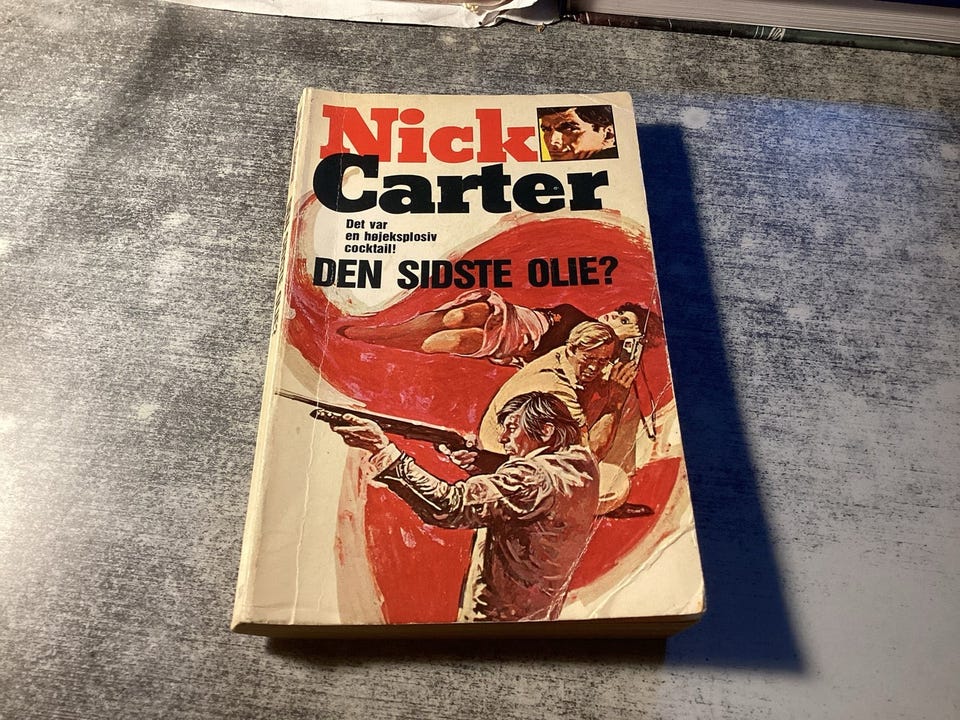 Nick
Carter
Det var
en højeksplosiv
cocktail!
DEN SIDSTE OLIE?